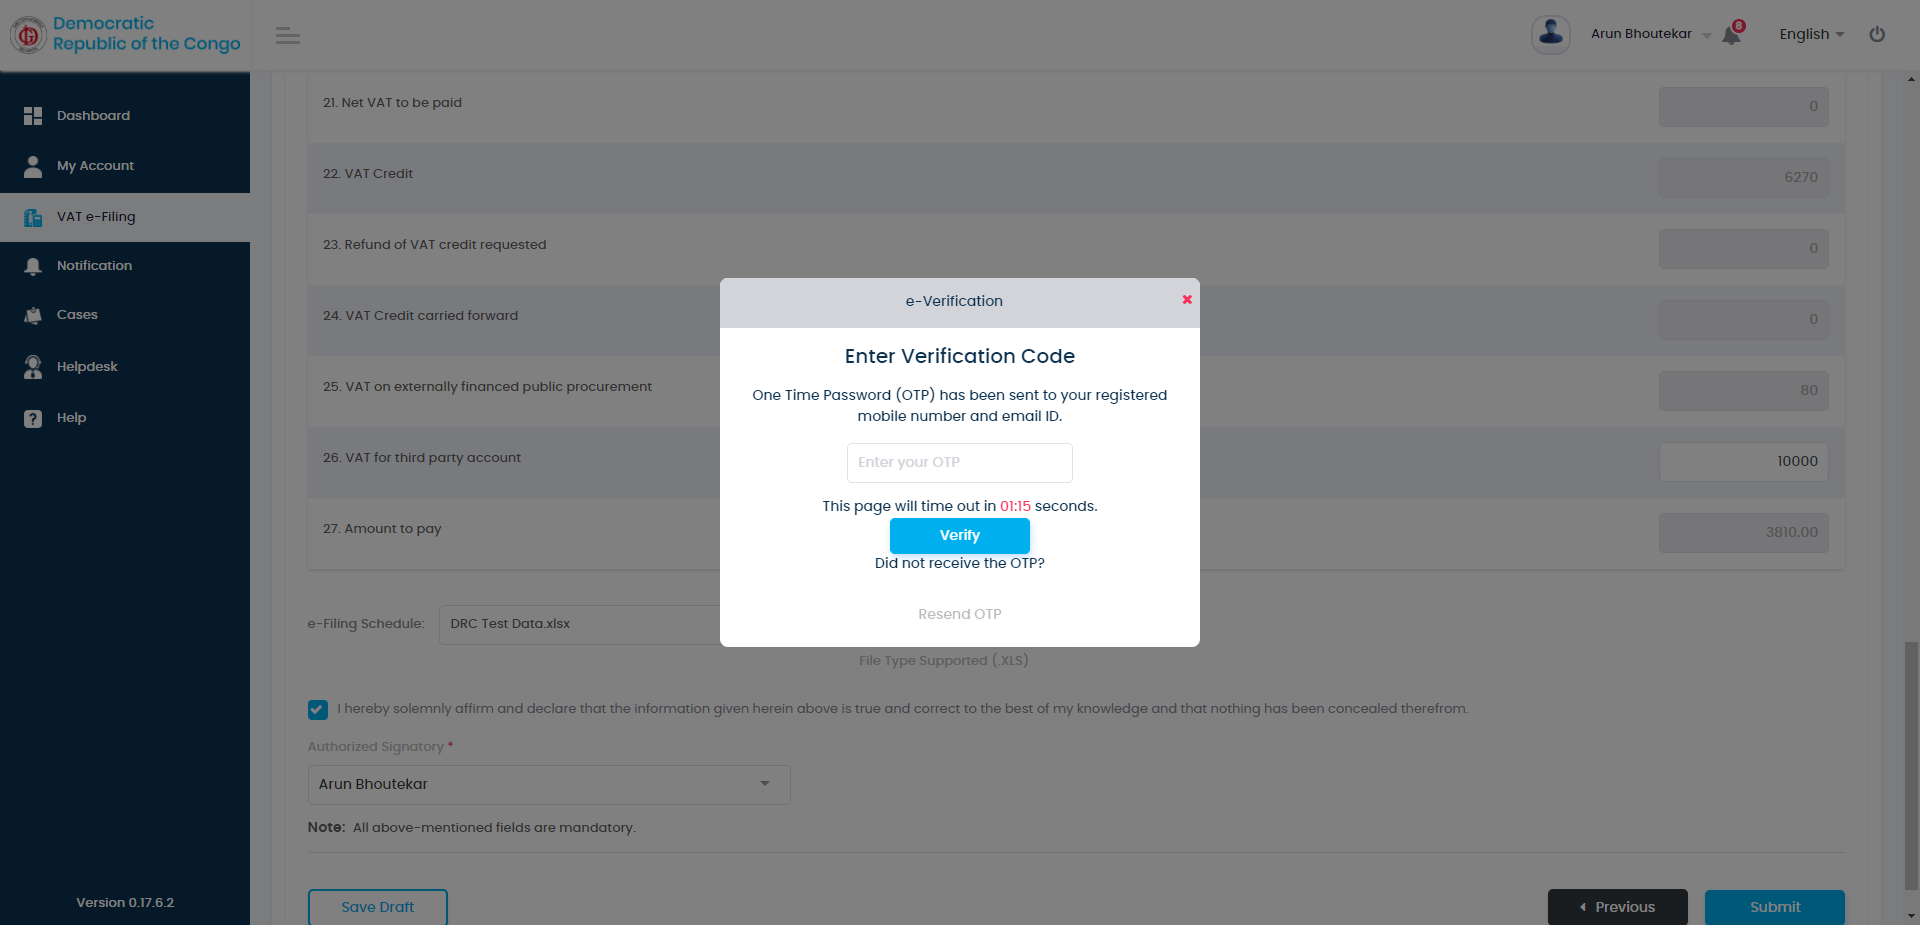 Democratic
Republic of the Congo
Arun Bhoutekar
8
English
Dashboard
My Account
VAT e-Filing
Notification
Cases
Helpdesk
Help
Version 0.17.6.2
21. Net VAT to be paid
0
22. VAT Credit
6270
23. Refund of VAT credit requested
0
24. VAT Credit carried forward
0
25. VAT on externally financed public procurement
80
26. VAT for third party account
10000
27. Amount to pay
3810.00
e-Verification
Enter Verification Code
One Time Password (OTP) has been sent to your registered
mobile number and email ID.
Enter your OTP
This page will time out in 01:15 seconds.
Verify
Did not receive the OTP?
Resend OTP
e-Filing Schedule:
DRC Test Data.xlsx
File Type Supported (.XLS)
I hereby solemnly affirm and declare that the information given herein above is true and correct to the best of my knowledge and that nothing has been concealed therefrom.
Authorized Signatory *
Arun Bhoutekar
Note: All above-mentioned fields are mandatory.
Save Draft
Previous
Submit